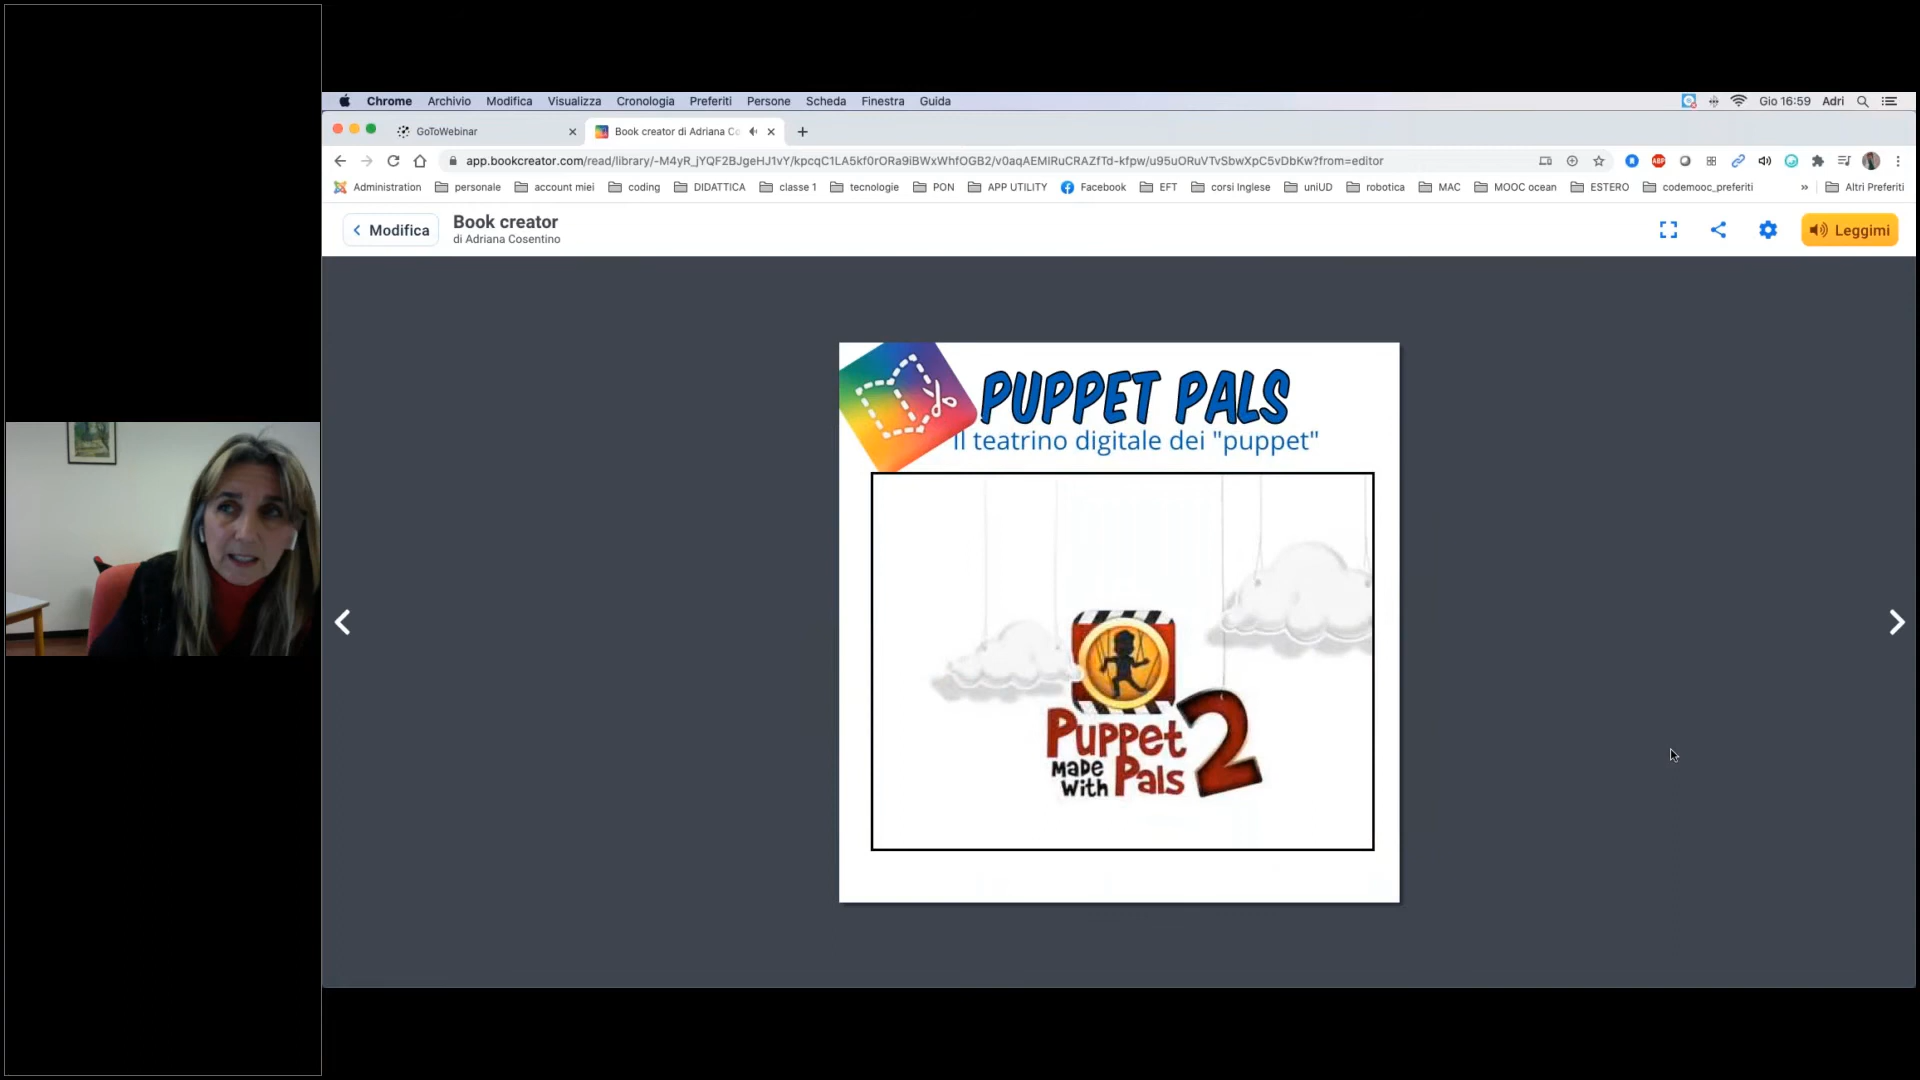 Chrome Archivio Modifica Visualizza Cronologia Preferiti Persone Scheda Finestra Guida Gio 16:59 Adri
GoToWebinar Book creator di Adriana Co
app.bookcreator.com/read/library/-M4yR_jYQF2BJgeHJ1vY/kpcqC1LA5kf0rORa9iBWxWhfOGB2/v0aqAEMIRuCRAZfTd-kfpw/u95uORuVTvSbwXpC5vDbKw?from=editor
Administration personale account miei coding DIDATTICA classe 1 tecnologie PON APP UTILITY Facebook EFT corsi Inglese uniUD robotica MAC MOOC ocean ESTERO codemooc_preferiti » Altri Preferiti
Modifica
Book creator
di Adriana Cosentino
Leggimi
PUPPET PALS
Il teatrino digitale dei "puppet"
Puppet 2
Made With Pals
ABP